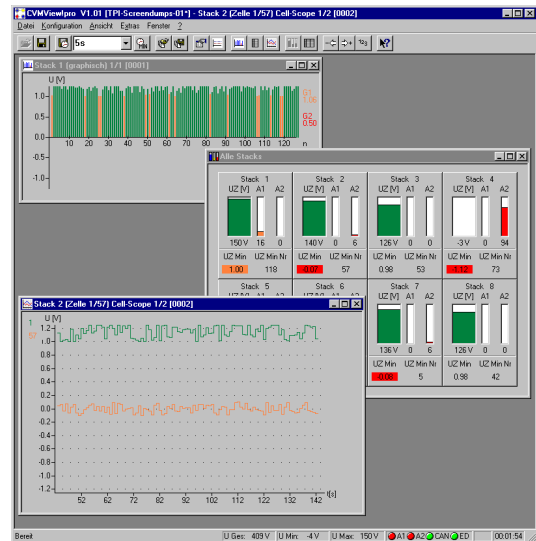 CVMView!pro V1.01 [TPI-Screendumps-01*] - Stack 2 (Zelle 1/57) Cell-Scope 1/2 [0002]
Datei Konfiguration Ansicht Extras Fenster ?
5s
MIN
123
Stack 1 (graphisch) 1/1 [0001]
U [V]
1.0
0.5
0.0
-0.5
-1.0
10 20 30 40 50 60 70 80 90 100 110 120 n
G1
1.06
G2
0.50
Alle Stacks
Stack 1 Stack 2 Stack 3 Stack 4
UZ [V] A1 A2 UZ [V] A1 A2 UZ [V] A1 A2 UZ [V] A1 A2
150 V 16 0 148 V 0 6 126 V 0 0 -3 V 0 94
UZ Min UZ Min Nr UZ Min UZ Min Nr UZ Min UZ Min Nr UZ Min UZ Min Nr
1.00 118 -0.07 57 0.98 53 -1.12 73
Stack 5 Stack 6 Stack 7 Stack 8
UZ [V] A1 A2 UZ [V] A1 A2 UZ [V] A1 A2 UZ [V] A1 A2
136 V 0 6 126 V 0 0
UZ Min UZ Min Nr UZ Min UZ Min Nr
-0.08 5 0.98 42
Stack 2 (Zelle 1/57) Cell-Scope 1/2 [0002]
U [V]
1
57
1.2
1.0
0.8
0.6
0.4
0.2
0.0
-0.2
-0.4
-0.6
-0.8
-1.0
-1.2
52 62 72 82 92 102 112 122 132 142 t[s]
Bereit U Ges: 409 V U Min: -4 V U Max: 150 V A1 A2 CAN ED 00:01:54